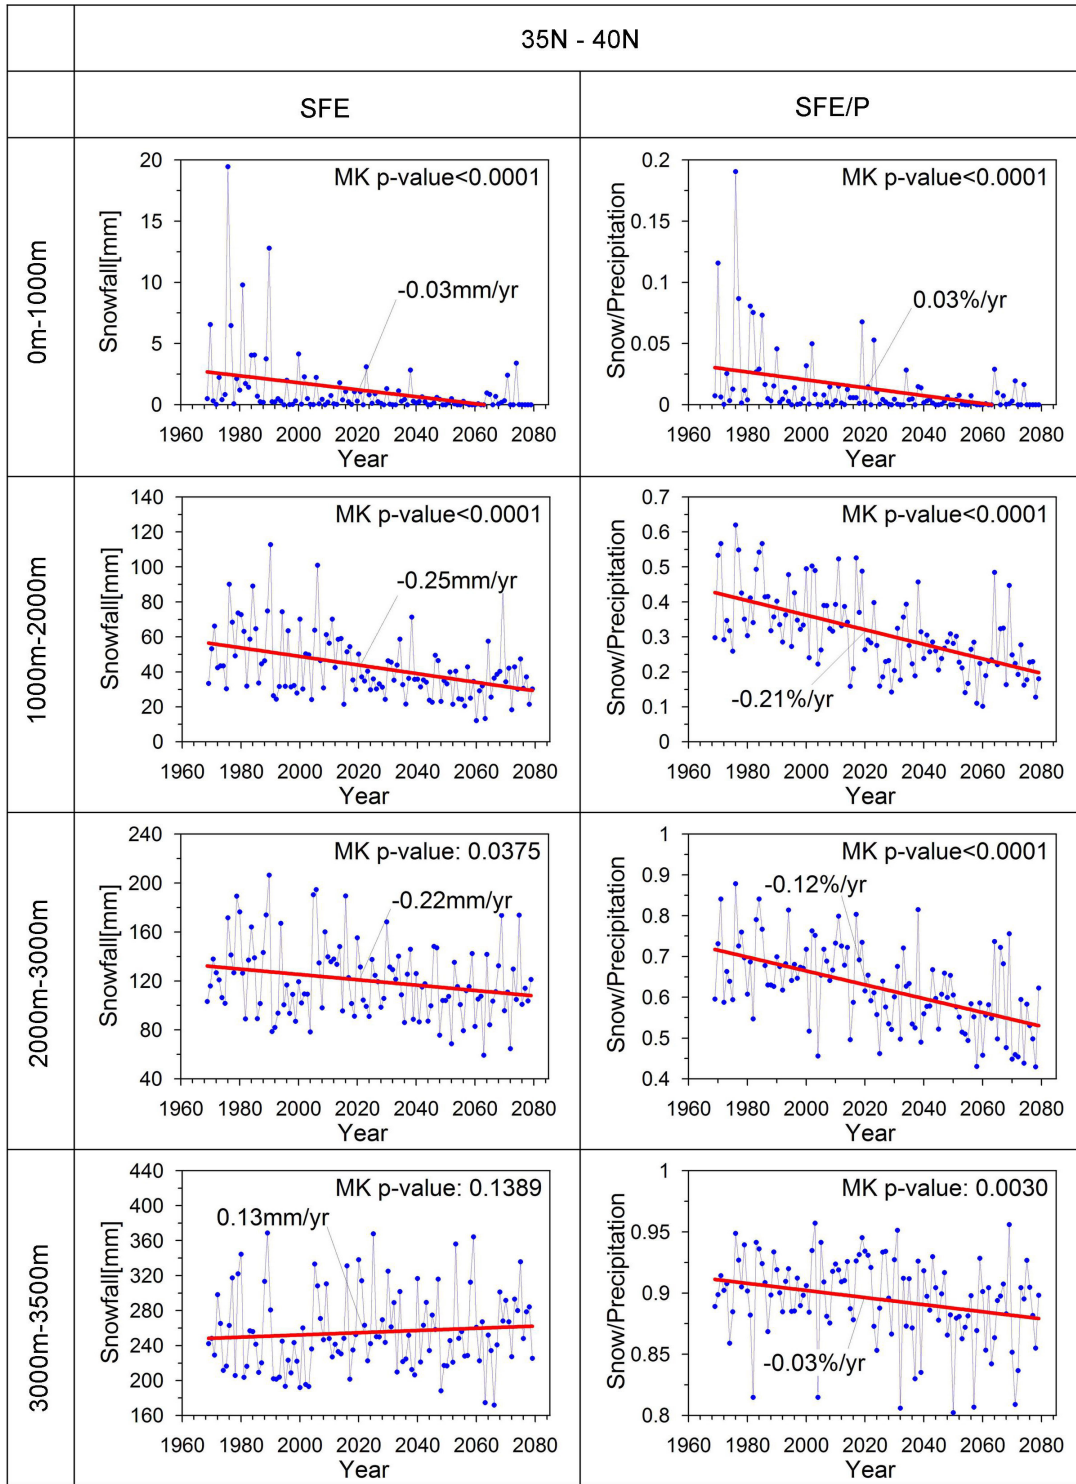 35N - 40N
SFE
SFE/P
0m-1000m
Snowfall[mm]
20
15
10
5
0
MK p-value<0.0001
-0.03mm/yr
1960 1980 2000 2020 2040 2060 2080
Year
Snow/Precipitation
0.2
0.15
0.1
0.05
0
MK p-value<0.0001
0.03%/yr
1960 1980 2000 2020 2040 2060 2080
Year
1000m-2000m
Snowfall[mm]
140
120
100
80
60
40
20
0
MK p-value<0.0001
-0.25mm/yr
1960 1980 2000 2020 2040 2060 2080
Year
Snow/Precipitation
0.7
0.6
0.5
0.4
0.3
0.2
0.1
0
MK p-value<0.0001
-0.21%/yr
1960 1980 2000 2020 2040 2060 2080
Year
2000m-3000m
Snowfall[mm]
240
200
160
120
80
40
MK p-value: 0.0375
-0.22mm/yr
1960 1980 2000 2020 2040 2060 2080
Year
Snow/Precipitation
1
0.9
0.8
0.7
0.6
0.5
0.4
MK p-value<0.0001
-0.12%/yr
1960 1980 2000 2020 2040 2060 2080
Year
3000m-3500m
Snowfall[mm]
440
400
360
320
280
240
200
160
MK p-value: 0.1389
0.13mm/yr
1960 1980 2000 2020 2040 2060 2080
Year
Snow/Precipitation
1
0.95
0.9
0.85
0.8
MK p-value: 0.0030
-0.03%/yr
1960 1980 2000 2020 2040 2060 2080
Year